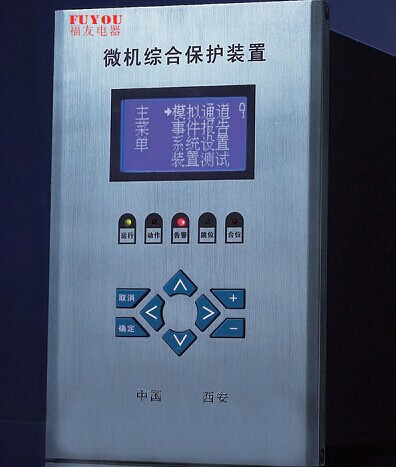 FUYOU
福友电器
微机综合保护装置
主菜单
➔模拟通道
事件报告
系统设置
装置测试
运行 动作 告警 跳位 合位
取消 +
确定 −
中国 西安